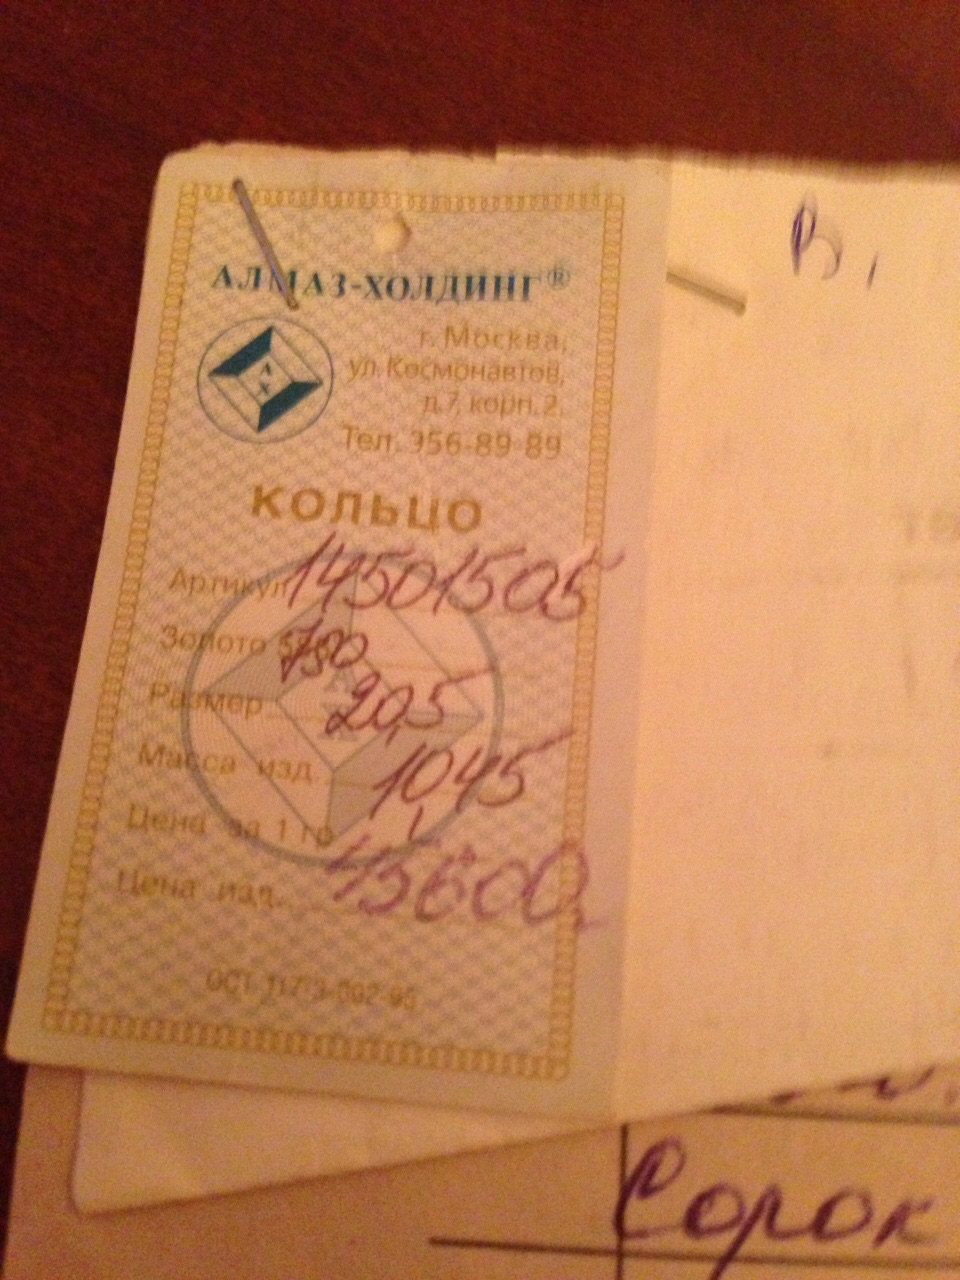 АЛМАЗ-ХОЛДИНГ®
г. Москва,
ул. Космонавтов,
д.7, корп. 2,
Тел. 956-89-89
КОЛЬЦО
Артикул 14501505
Золото 750
Размер 20,5
Масса изд. 10,45
Цена за 1 гр
Цена изд. 45600
В,
Сорок